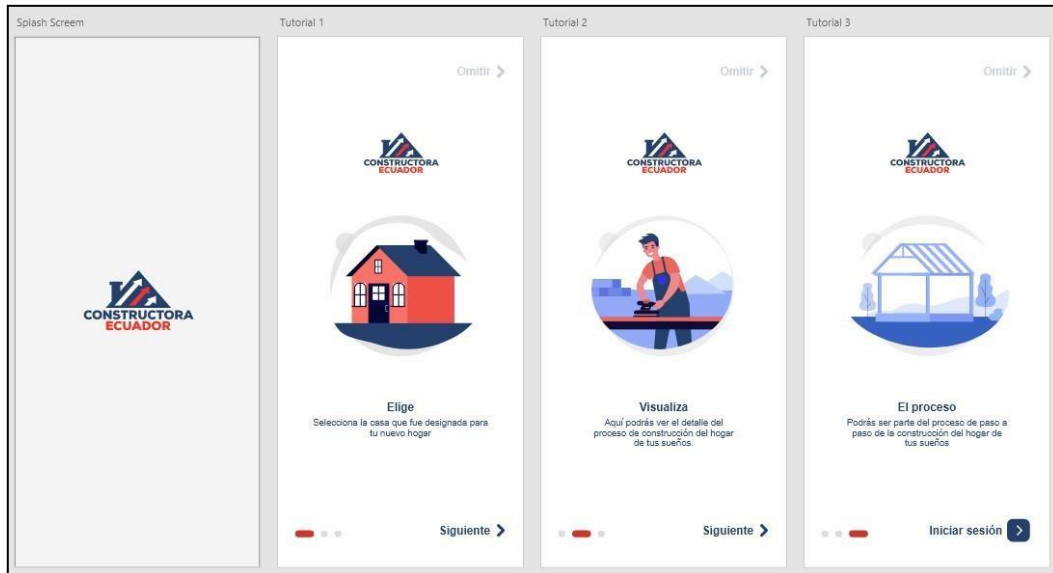 Splash Screem
CONSTRUCTORA
ECUADOR
Tutorial 1
Omitir
CONSTRUCTORA
ECUADOR
Elige
Selecciona la casa que fue designada para
tu nuevo hogar
Siguiente
Tutorial 2
Omitir
CONSTRUCTORA
ECUADOR
Visualiza
Aquí podrás ver el detalle del
proceso de construcción del hogar
de tus sueños.
Siguiente
Tutorial 3
Omitir
CONSTRUCTORA
ECUADOR
El proceso
Podrás ser parte del proceso de paso a
paso de la construcción del hogar de
tus sueños
Iniciar sesión